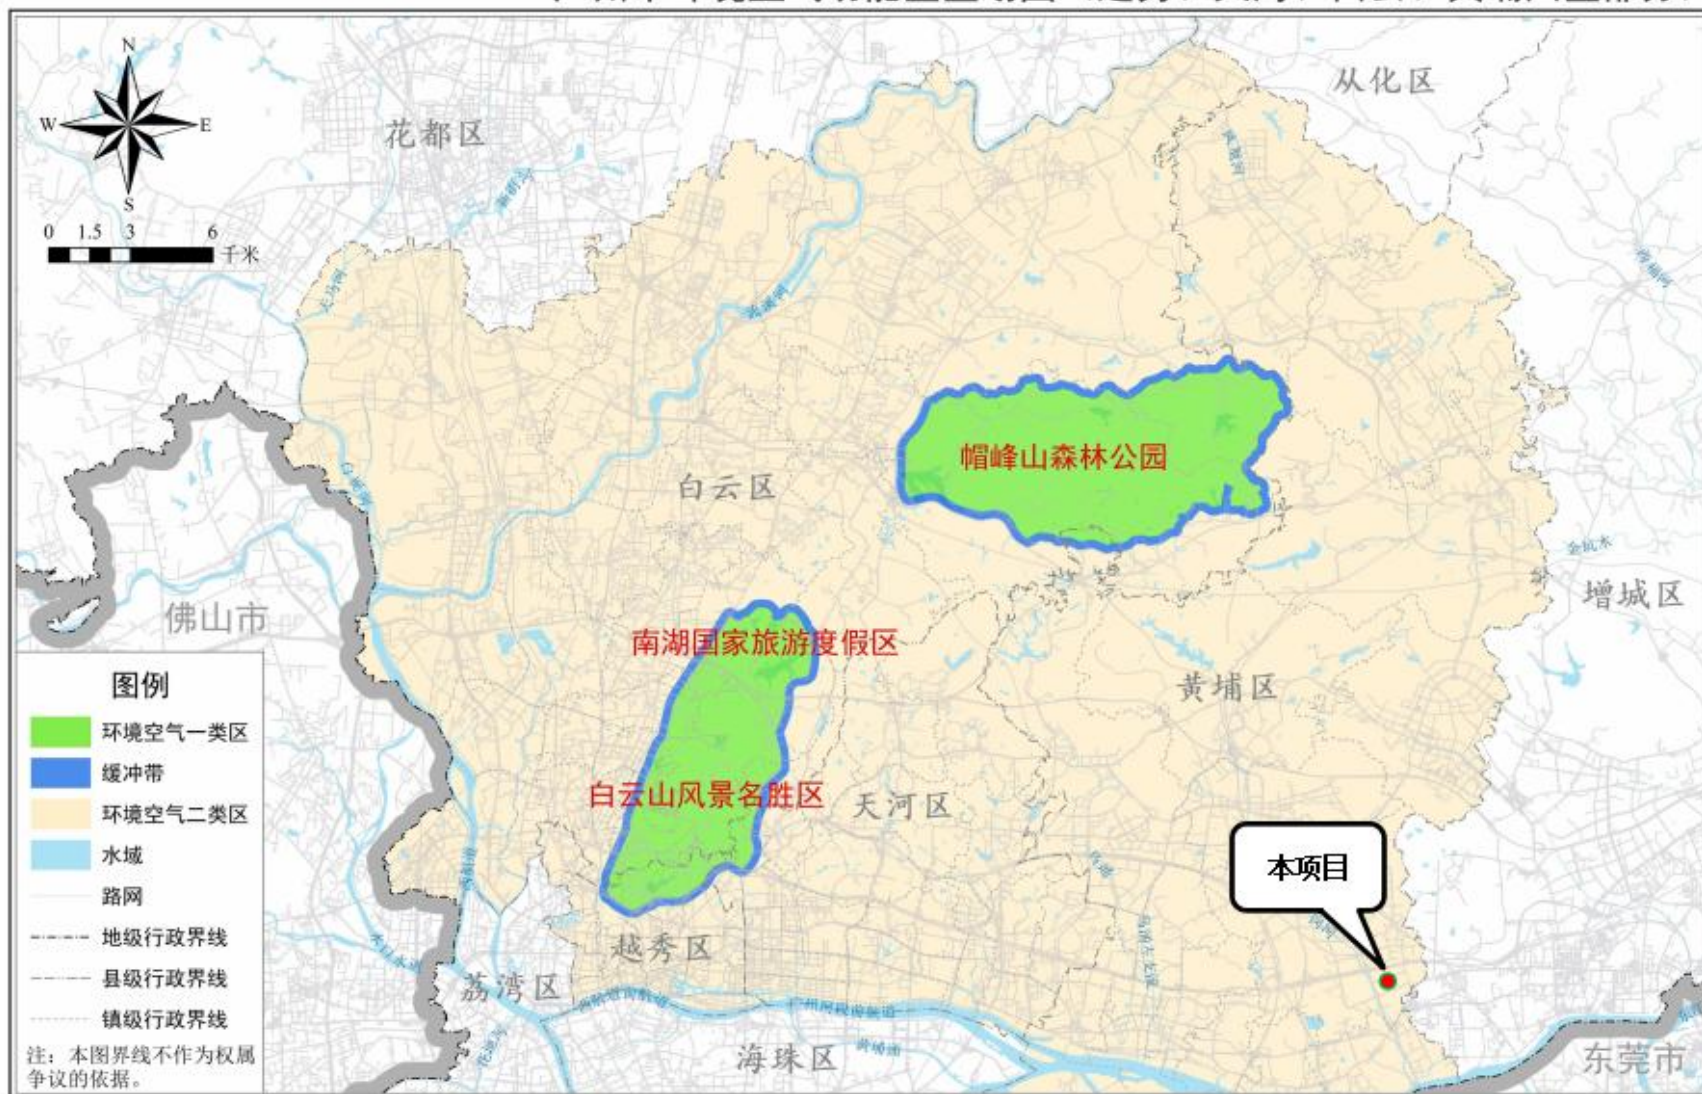 从化区
花都区
N
W
E
S
0 1.5 3 6
千米
流溪河
帽峰山森林公园
白云区
金坑水
增城区
佛山市
南湖国家旅游度假区
黄埔区
白云山风景名胜区
天河区
本项目
越秀区
荔湾区
海珠区
东莞市
图例
环境空气一类区
缓冲带
环境空气二类区
水域
路网
地级行政界线
县级行政界线
镇级行政界线
注：本图界线不作为权属
争议的依据。